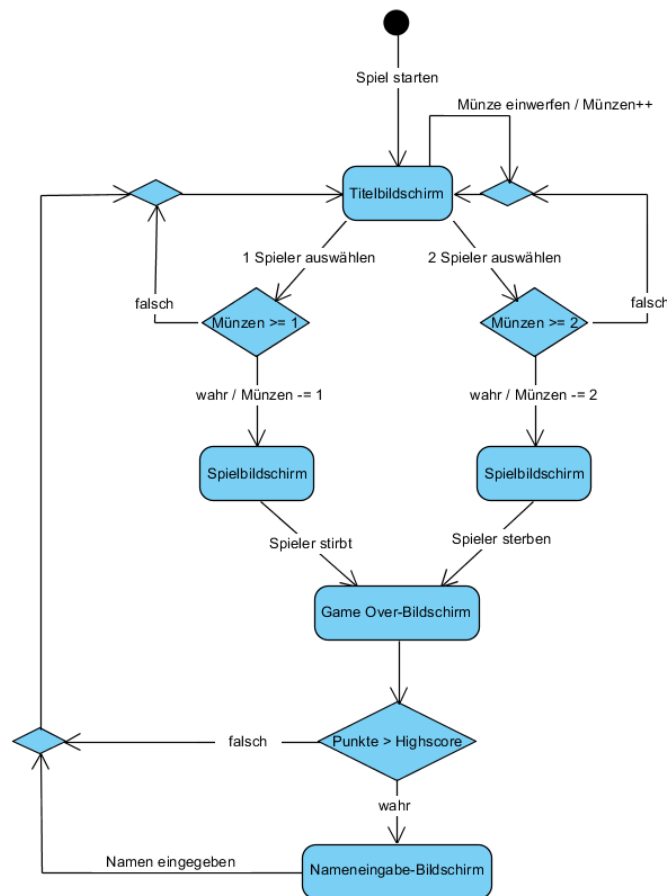 Spiel starten
Münze einwerfen / Münzen++
Titelbildschirm
1 Spieler auswählen
2 Spieler auswählen
falsch
falsch
Münzen >= 1
Münzen >= 2
wahr / Münzen -= 1
wahr / Münzen -= 2
Spielbildschirm
Spielbildschirm
Spieler stirbt
Spieler sterben
Game Over-Bildschirm
falsch
Punkte > Highscore
wahr
Namen eingegeben
Nameneingabe-Bildschirm